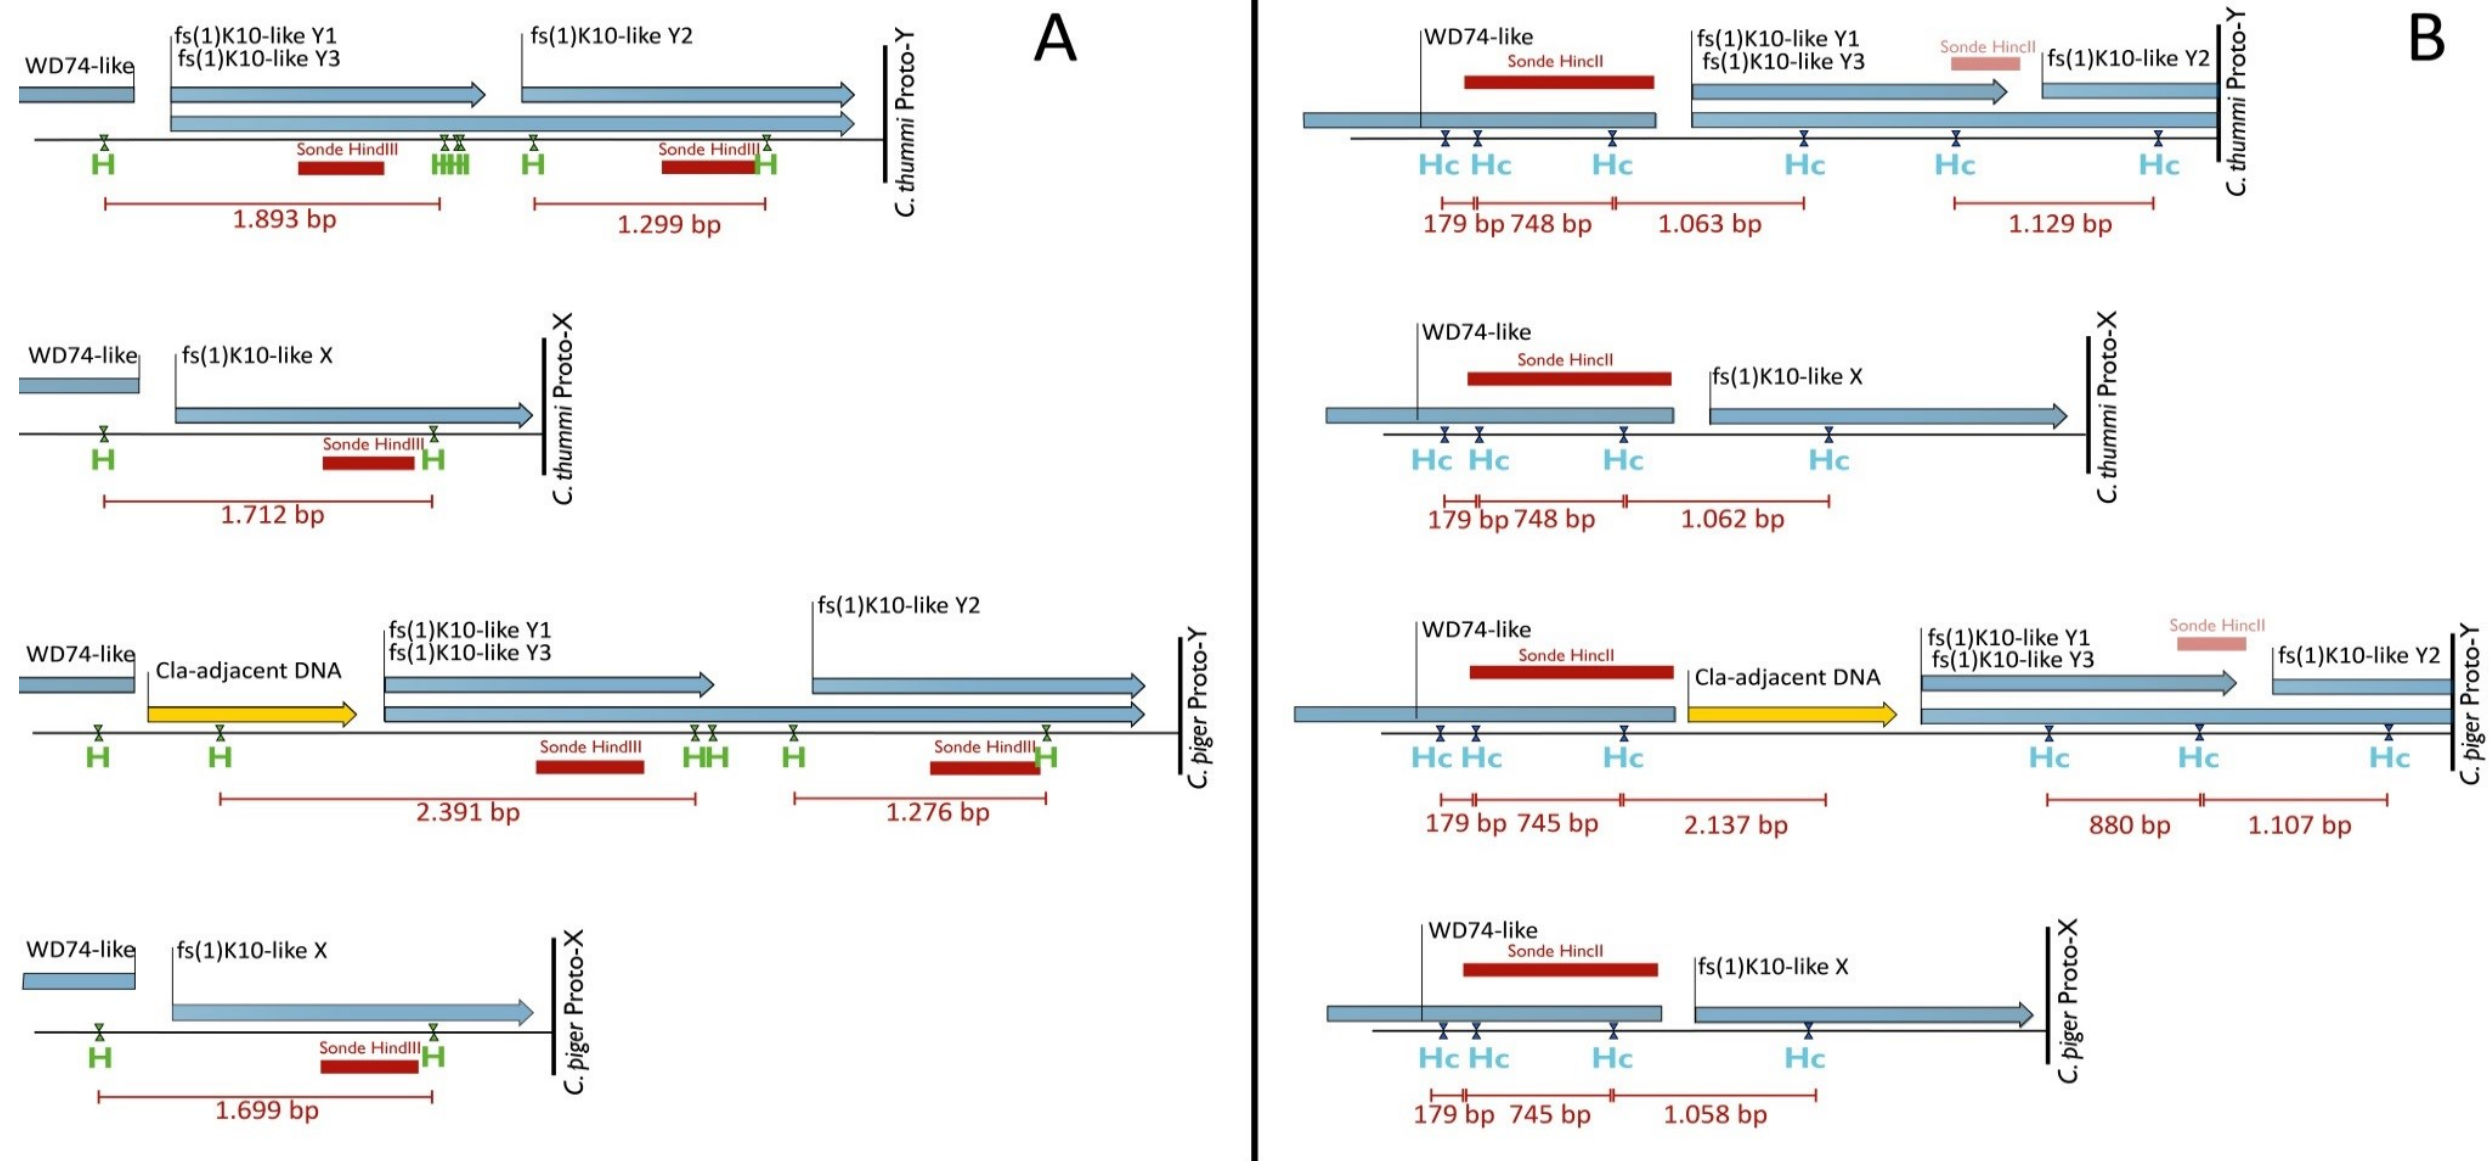 A
fs(1)K10-like Y1
fs(1)K10-like Y3
fs(1)K10-like Y2
WD74-like
Sonde HindIII
Sonde HindIII
H
HHHH
H
H
1.893 bp
1.299 bp
C. thummi Proto-Y
WD74-like
fs(1)K10-like X
Sonde HindIII
H
H
1.712 bp
C. thummi Proto-X
fs(1)K10-like Y2
fs(1)K10-like Y1
fs(1)K10-like Y3
WD74-like
Cla-adjacent DNA
Sonde HindIII
Sonde HindIII
H
H
HH
H
H
2.391 bp
1.276 bp
C. piger Proto-Y
WD74-like
fs(1)K10-like X
Sonde HindIII
H
H
1.699 bp
C. piger Proto-X
B
WD74-like
fs(1)K10-like Y1
fs(1)K10-like Y3
Sonde HincII
Sonde HincII
fs(1)K10-like Y2
Hc Hc Hc Hc Hc Hc
179 bp 748 bp 1.063 bp 1.129 bp
C. thummi Proto-Y
WD74-like
Sonde HincII
fs(1)K10-like X
Hc Hc Hc Hc
179 bp 748 bp 1.062 bp
C. thummi Proto-X
WD74-like
Sonde HincII
Cla-adjacent DNA
fs(1)K10-like Y1
fs(1)K10-like Y3
Sonde HincII
fs(1)K10-like Y2
Hc Hc Hc Hc Hc Hc
179 bp 745 bp 2.137 bp 880 bp 1.107 bp
C. piger Proto-Y
WD74-like
Sonde HincII
fs(1)K10-like X
Hc Hc Hc Hc
179 bp 745 bp 1.058 bp
C. piger Proto-X